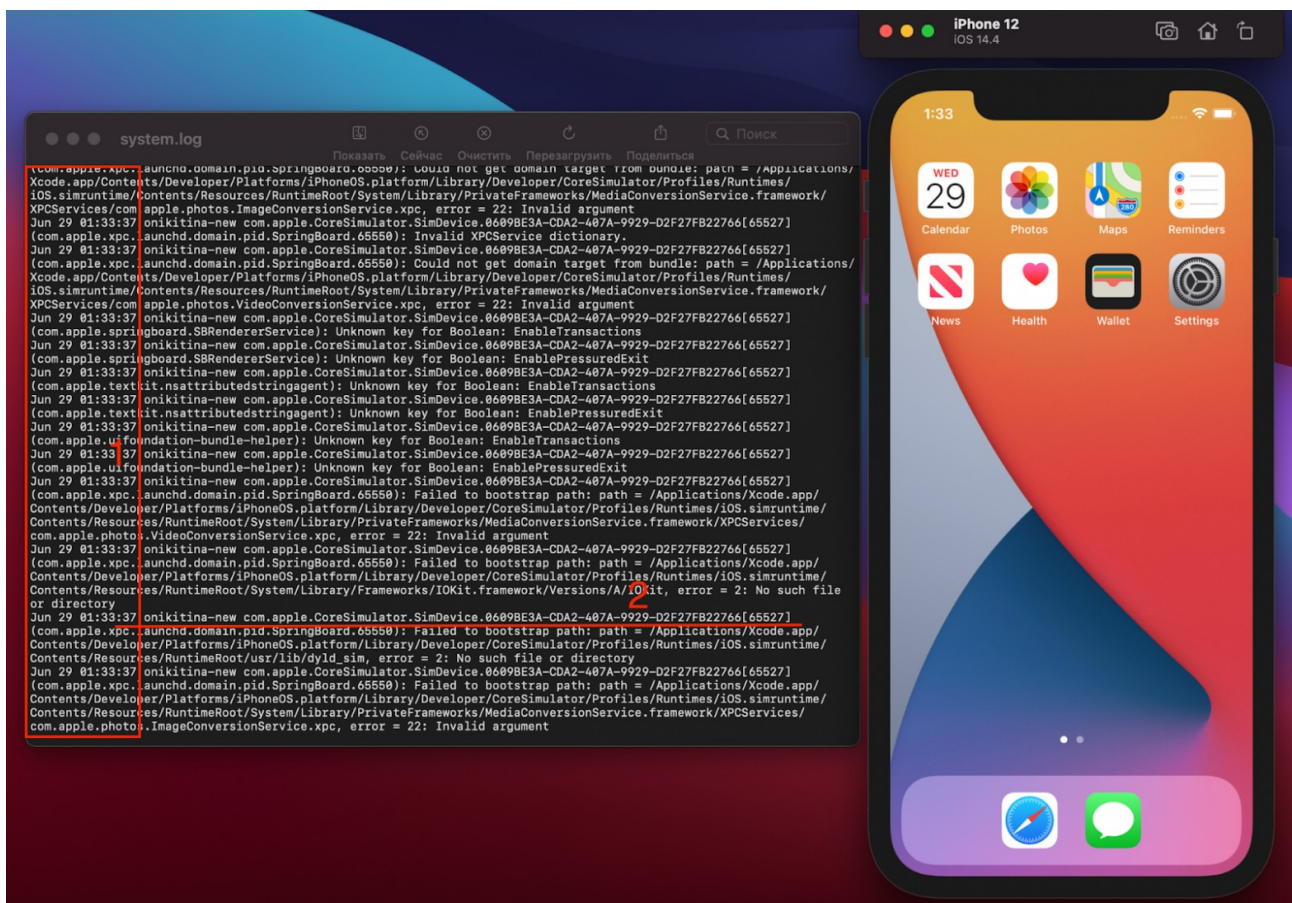 iPhone 12
iOS 14.4
system.log
Поиск
Показать Сейчас Очистить Перезагрузить Поделиться
(com.apple.xpc.launchd.domain.pid.SpringBoard.65550): Could not get domain target from bundle: path = /Applications/
Xcode.app/Contents/Developer/Platforms/iPhoneOS.platform/Library/Developer/CoreSimulator/Profiles/Runtimes/
iOS.simruntime/Contents/Resources/RuntimeRoot/System/Library/PrivateFrameworks/MediaConversionService.framework/
XPCServices/com.apple.photos.ImageConversionService.xpc, error = 22: Invalid argument
Jun 29 01:33:37 onikitina-new com.apple.CoreSimulator.SimDevice.0609BE3A-CDA2-407A-9929-D2F27FB22766[65527]
(com.apple.xpc.launchd.domain.pid.SpringBoard.65550): Invalid XPCService dictionary.
Jun 29 01:33:37 onikitina-new com.apple.CoreSimulator.SimDevice.0609BE3A-CDA2-407A-9929-D2F27FB22766[65527]
(com.apple.xpc.launchd.domain.pid.SpringBoard.65550): Could not get domain target from bundle: path = /Applications/
Xcode.app/Contents/Developer/Platforms/iPhoneOS.platform/Library/Developer/CoreSimulator/Profiles/Runtimes/
iOS.simruntime/Contents/Resources/RuntimeRoot/System/Library/PrivateFrameworks/MediaConversionService.framework/
XPCServices/com.apple.photos.VideoConversionService.xpc, error = 22: Invalid argument
Jun 29 01:33:37 onikitina-new com.apple.CoreSimulator.SimDevice.0609BE3A-CDA2-407A-9929-D2F27FB22766[65527]
(com.apple.springboard.SBRendererService): Unknown key for Boolean: EnableTransactions
Jun 29 01:33:37 onikitina-new com.apple.CoreSimulator.SimDevice.0609BE3A-CDA2-407A-9929-D2F27FB22766[65527]
(com.apple.springboard.SBRendererService): Unknown key for Boolean: EnablePressuredExit
Jun 29 01:33:37 onikitina-new com.apple.CoreSimulator.SimDevice.0609BE3A-CDA2-407A-9929-D2F27FB22766[65527]
(com.apple.textkit.nsattributedstringagent): Unknown key for Boolean: EnableTransactions
Jun 29 01:33:37 onikitina-new com.apple.CoreSimulator.SimDevice.0609BE3A-CDA2-407A-9929-D2F27FB22766[65527]
(com.apple.textkit.nsattributedstringagent): Unknown key for Boolean: EnablePressuredExit
Jun 29 01:33:37 onikitina-new com.apple.CoreSimulator.SimDevice.0609BE3A-CDA2-407A-9929-D2F27FB22766[65527]
(com.apple.uifoundation-bundle-helper): Unknown key for Boolean: EnableTransactions
Jun 29 01:33:37 onikitina-new com.apple.CoreSimulator.SimDevice.0609BE3A-CDA2-407A-9929-D2F27FB22766[65527]
(com.apple.uifoundation-bundle-helper): Unknown key for Boolean: EnablePressuredExit
Jun 29 01:33:37 onikitina-new com.apple.CoreSimulator.SimDevice.0609BE3A-CDA2-407A-9929-D2F27FB22766[65527]
(com.apple.xpc.launchd.domain.pid.SpringBoard.65550): Failed to bootstrap path: path = /Applications/Xcode.app/
Contents/Developer/Platforms/iPhoneOS.platform/Library/Developer/CoreSimulator/Profiles/Runtimes/iOS.simruntime/
Contents/Resources/RuntimeRoot/System/Library/PrivateFrameworks/MediaConversionService.framework/XPCServices/
com.apple.photos.VideoConversionService.xpc, error = 22: Invalid argument
Jun 29 01:33:37 onikitina-new com.apple.CoreSimulator.SimDevice.0609BE3A-CDA2-407A-9929-D2F27FB22766[65527]
(com.apple.xpc.launchd.domain.pid.SpringBoard.65550): Failed to bootstrap path: path = /Applications/Xcode.app/
Contents/Developer/Platforms/iPhoneOS.platform/Library/Developer/CoreSimulator/Profiles/Runtimes/iOS.simruntime/
Contents/Resources/RuntimeRoot/System/Library/Frameworks/IOKit.framework/Versions/A/IOKit, error = 2: No such file
or directory
Jun 29 01:33:37 onikitina-new com.apple.CoreSimulator.SimDevice.0609BE3A-CDA2-407A-9929-D2F27FB22766[65527]
(com.apple.xpc.launchd.domain.pid.SpringBoard.65550): Failed to bootstrap path: path = /Applications/Xcode.app/
Contents/Developer/Platforms/iPhoneOS.platform/Library/Developer/CoreSimulator/Profiles/Runtimes/iOS.simruntime/
Contents/Resources/RuntimeRoot/usr/lib/dyld_sim, error = 2: No such file or directory
Jun 29 01:33:37 onikitina-new com.apple.CoreSimulator.SimDevice.0609BE3A-CDA2-407A-9929-D2F27FB22766[65527]
(com.apple.xpc.launchd.domain.pid.SpringBoard.65550): Failed to bootstrap path: path = /Applications/Xcode.app/
Contents/Developer/Platforms/iPhoneOS.platform/Library/Developer/CoreSimulator/Profiles/Runtimes/iOS.simruntime/
Contents/Resources/RuntimeRoot/System/Library/PrivateFrameworks/MediaConversionService.framework/XPCServices/
com.apple.photos.ImageConversionService.xpc, error = 22: Invalid argument
1
2
1:33
WED
29
280
Calendar Photos Maps Reminders
News Health Wallet Settings